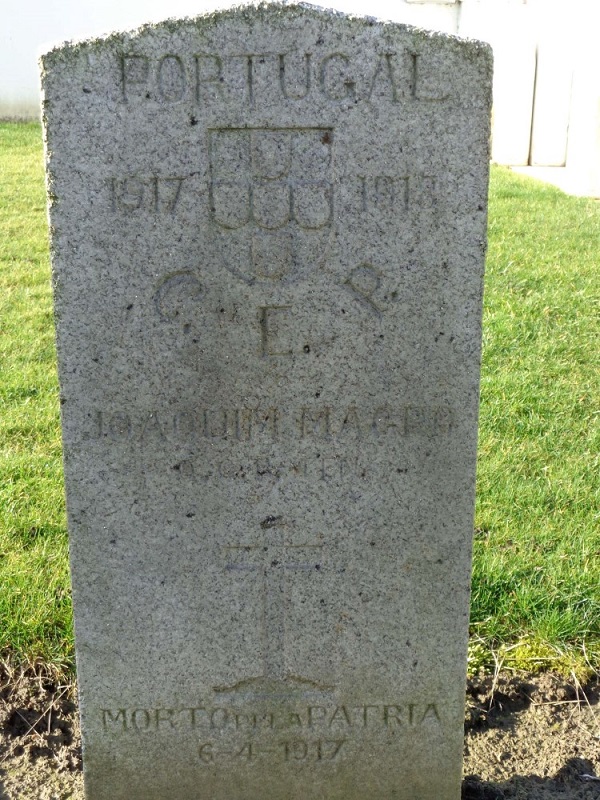 PORTUGAL
1917 1918
C. E. P
JOAQUIM MAGRO
MORTO PELA PATRIA
6-4-1917